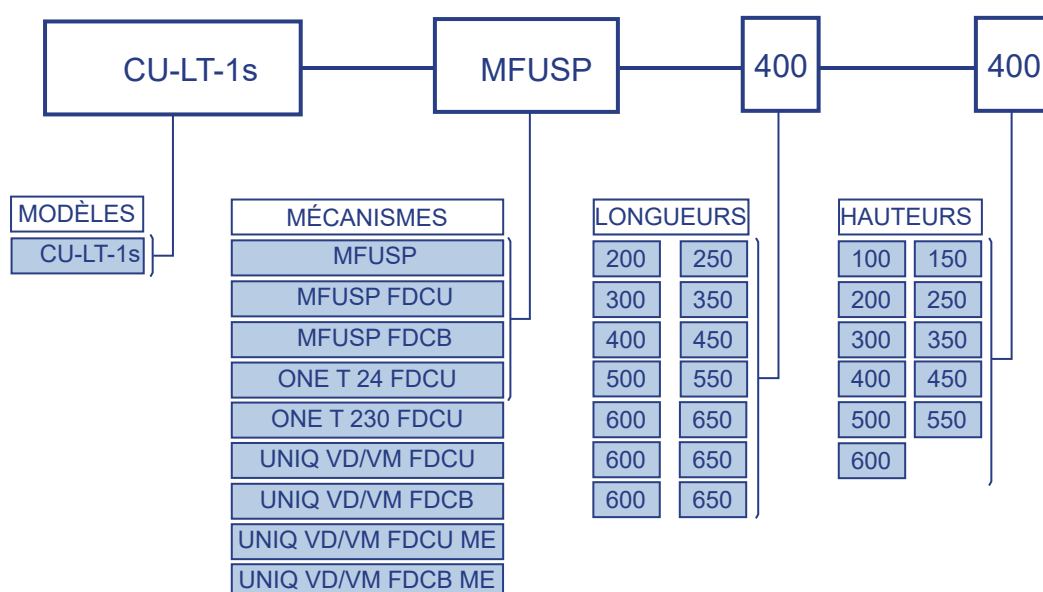 CU-LT-1s MFUSP 400 400
MODÈLES
CU-LT-1s
MÉCANISMES
MFUSP
MFUSP FDCU
MFUSP FDCB
ONE T 24 FDCU
ONE T 230 FDCU
UNIQ VD/VM FDCU
UNIQ VD/VM FDCB
UNIQ VD/VM FDCU ME
UNIQ VD/VM FDCB ME
LONGUEURS
200 250
300 350
400 450
500 550
600 650
600 650
600 650
HAUTEURS
100 150
200 250
300 350
400 450
500 550
600